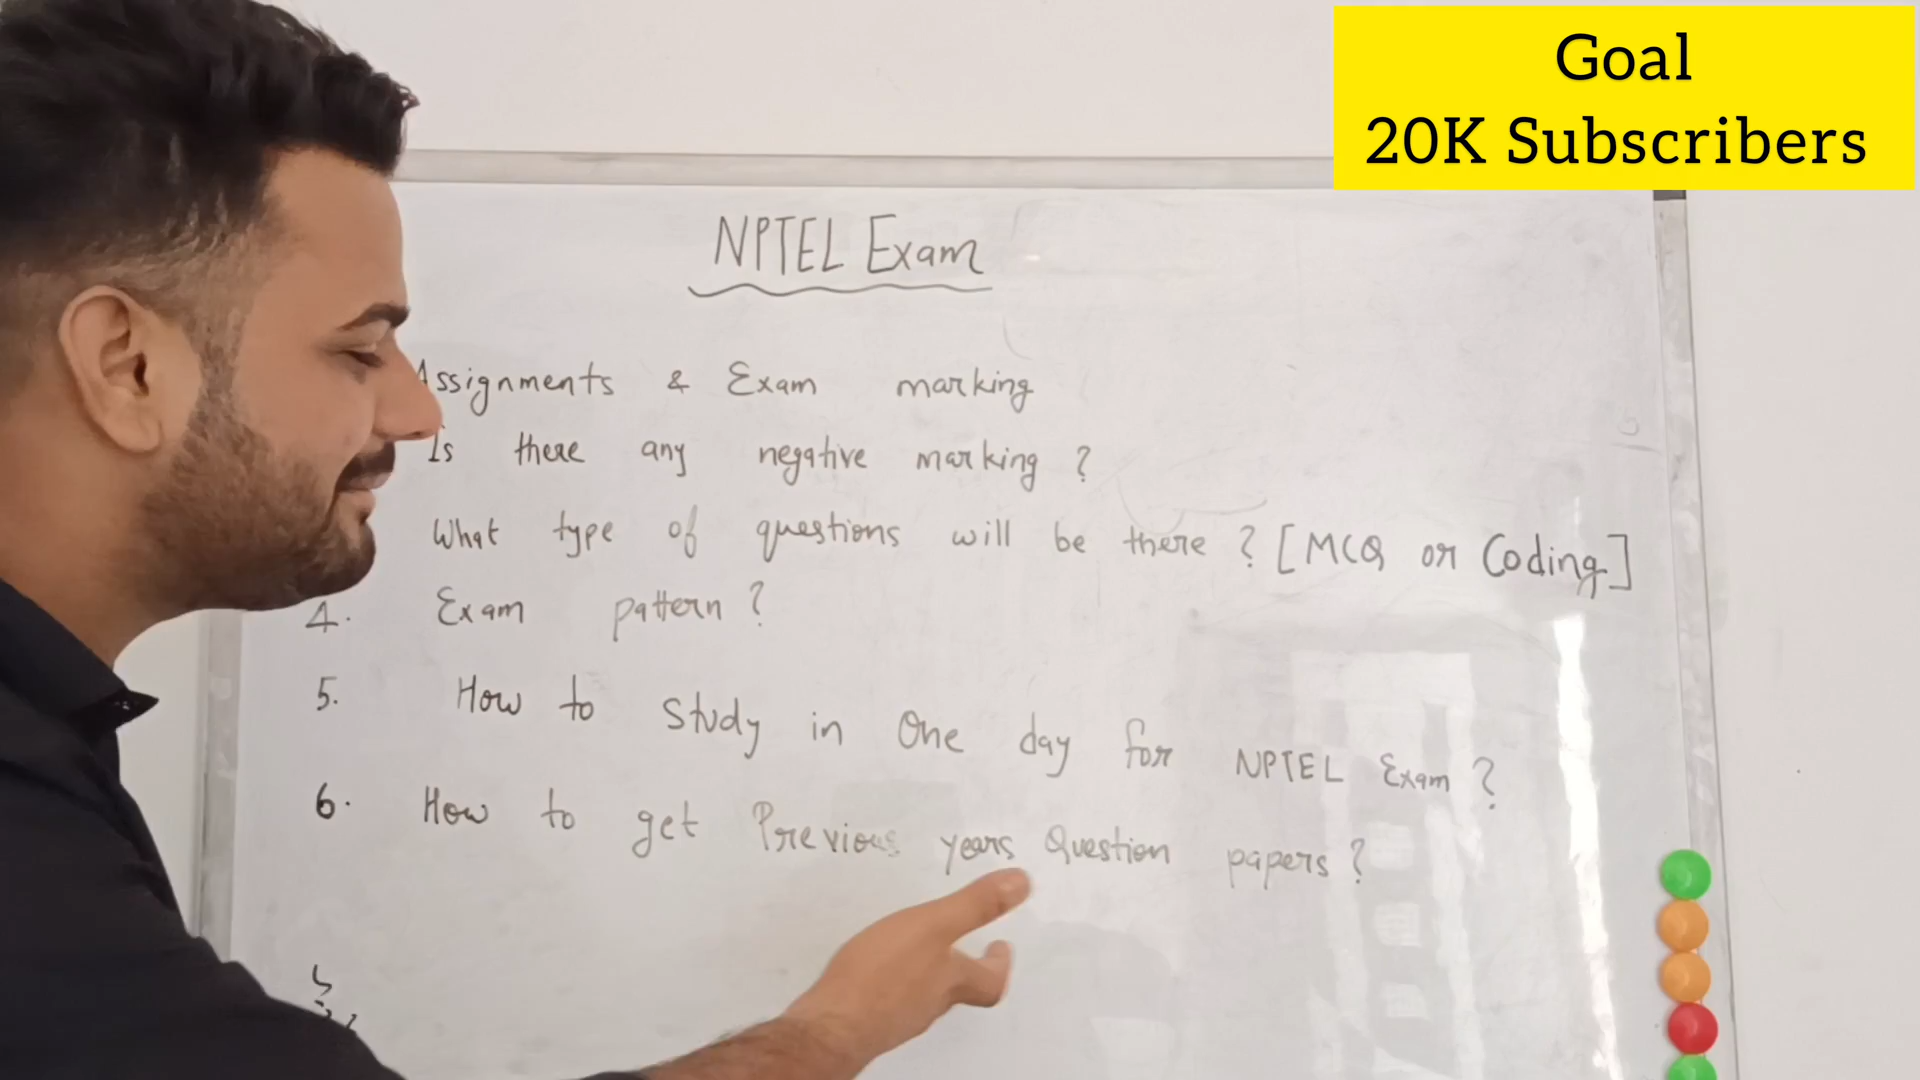 Goal
20K Subscribers
NPTEL Exam
Assignments & Exam marking
Is there any negative marking ?
What type of questions will be there ? [MCQ or Coding]
4. Exam pattern ?
5. How to study in One day for NPTEL Exam ?
6. How to get Previous years Question papers ?